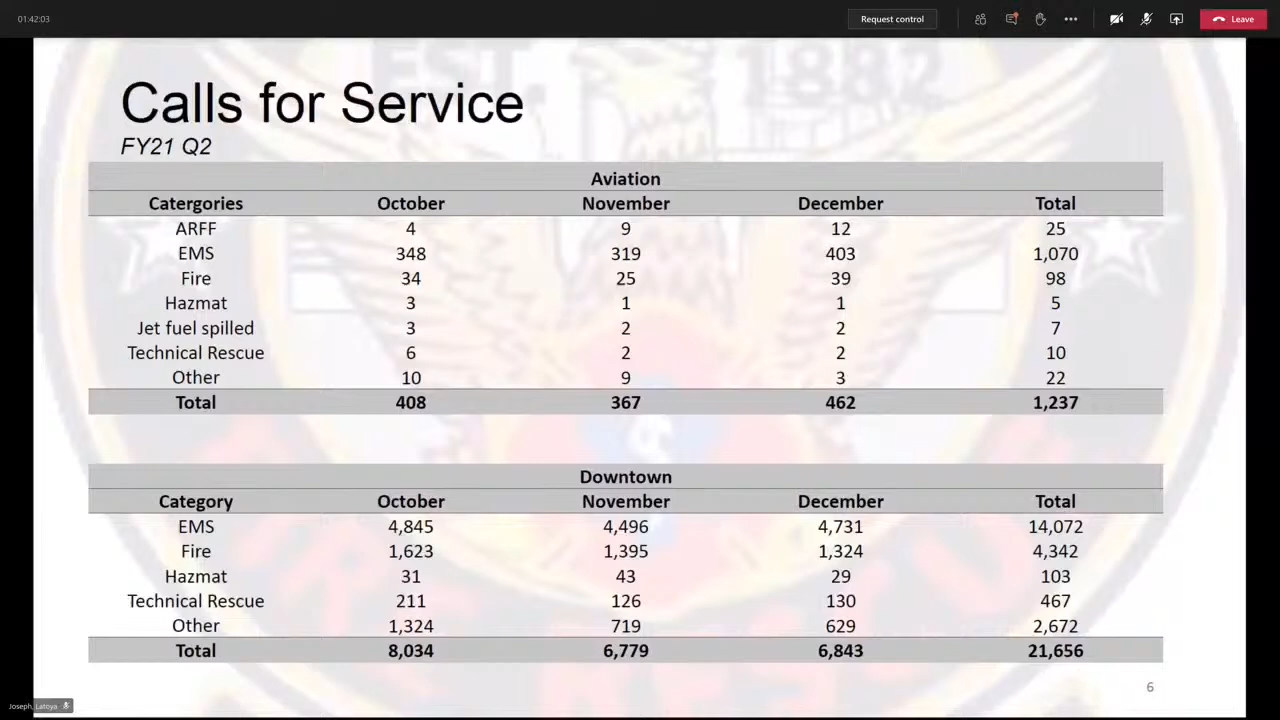 01:42:03 Request control Leave
EST. 1882
Calls for Service
FY21 Q2
Aviation
Catergories October November December Total
ARFF 4 9 12 25
EMS 348 319 403 1,070
Fire 34 25 39 98
Hazmat 3 1 1 5
Jet fuel spilled 3 2 2 7
Technical Rescue 6 2 2 10
Other 10 9 3 22
Total 408 367 462 1,237
Downtown
Category October November December Total
EMS 4,845 4,496 4,731 14,072
Fire 1,623 1,395 1,324 4,342
Hazmat 31 43 29 103
Technical Rescue 211 126 130 467
Other 1,324 719 629 2,672
Total 8,034 6,779 6,843 21,656
6
Joseph, Latoya